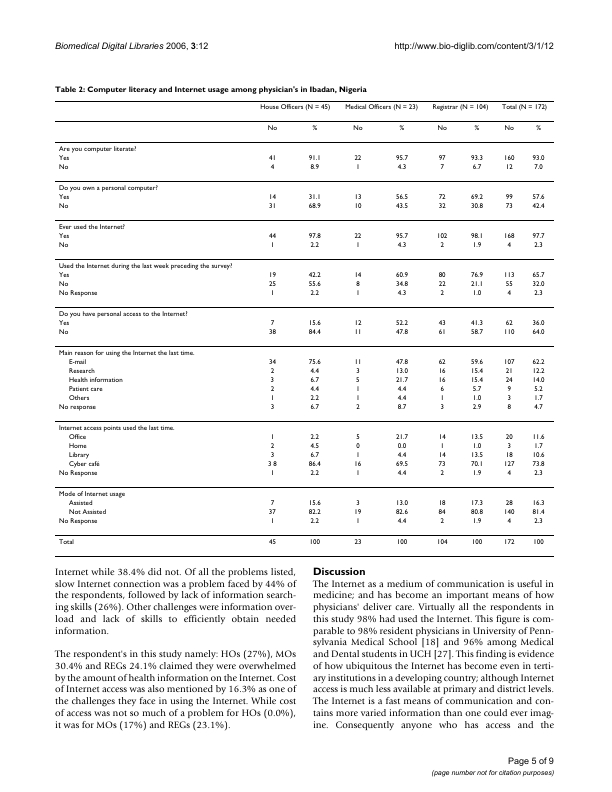 Biomedical Digital Libraries 2006, 3:12 http://www.bio-diglib.com/content/3/1/12
Table 2: Computer literacy and Internet usage among physician's in Ibadan, Nigeria
House Officers (N = 45) Medical Officers (N = 23) Registrar (N = 104) Total (N = 172)
No % No % No % No %
Are you computer literate?
Yes 41 91.1 22 95.7 97 93.3 160 93.0
No 4 8.9 1 4.3 7 6.7 12 7.0
Do you own a personal computer?
Yes 14 31.1 13 56.5 72 69.2 99 57.6
No 31 68.9 10 43.5 32 30.8 73 42.4
Ever used the Internet?
Yes 44 97.8 22 95.7 102 98.1 168 97.7
No 1 2.2 1 4.3 2 1.9 4 2.3
Used the Internet during the last week preceding the survey?
Yes 19 42.2 14 60.9 80 76.9 113 65.7
No 25 55.6 8 34.8 22 21.1 55 32.0
No Response 1 2.2 1 4.3 2 1.0 4 2.3
Do you have personal access to the Internet?
Yes 7 15.6 12 52.2 43 41.3 62 36.0
No 38 84.4 11 47.8 61 58.7 110 64.0
Main reason for using the Internet the last time.
E-mail 34 75.6 11 47.8 62 59.6 107 62.2
Research 2 4.4 3 13.0 16 15.4 21 12.2
Health information 3 6.7 5 21.7 16 15.4 24 14.0
Patient care 2 4.4 1 4.4 6 5.7 9 5.2
Others 1 2.2 1 4.4 1 1.0 3 1.7
No response 3 6.7 2 8.7 3 2.9 8 4.7
Internet access points used the last time.
Office 1 2.2 5 21.7 14 13.5 20 11.6
Home 2 4.5 0 0.0 1 1.0 3 1.7
Library 3 6.7 1 4.4 14 13.5 18 10.6
Cyber café 3 8 86.4 16 69.5 73 70.1 127 73.8
No Response 1 2.2 1 4.4 2 1.9 4 2.3
Mode of Internet usage
Assisted 7 15.6 3 13.0 18 17.3 28 16.3
Not Assisted 37 82.2 19 82.6 84 80.8 140 81.4
No Response 1 2.2 1 4.4 2 1.9 4 2.3
Total 45 100 23 100 104 100 172 100
Internet while 38.4% did not. Of all the problems listed,
slow Internet connection was a problem faced by 44% of
the respondents, followed by lack of information search-
ing skills (26%). Other challenges were information over-
load and lack of skills to efficiently obtain needed
information.
The respondent's in this study namely: HOs (27%), MOs
30.4% and REGs 24.1% claimed they were overwhelmed
by the amount of health information on the Internet. Cost
of Internet access was also mentioned by 16.3% as one of
the challenges they face in using the Internet. While cost
of access was not so much of a problem for HOs (0.0%),
it was for MOs (17%) and REGs (23.1%).
Discussion
The Internet as a medium of communication is useful in
medicine; and has become an important means of how
physicians' deliver care. Virtually all the respondents in
this study 98% had used the Internet. This figure is com-
parable to 98% resident physicians in University of Penn-
sylvania Medical School [18] and 96% among Medical
and Dental students in UCH [27]. This finding is evidence
of how ubiquitous the Internet has become even in terti-
ary institutions in a developing country; although Internet
access is much less available at primary and district levels.
The Internet is a fast means of communication and con-
tains more varied information than one could ever imag-
ine. Consequently anyone who has access and the
Page 5 of 9
(page number not for citation purposes)